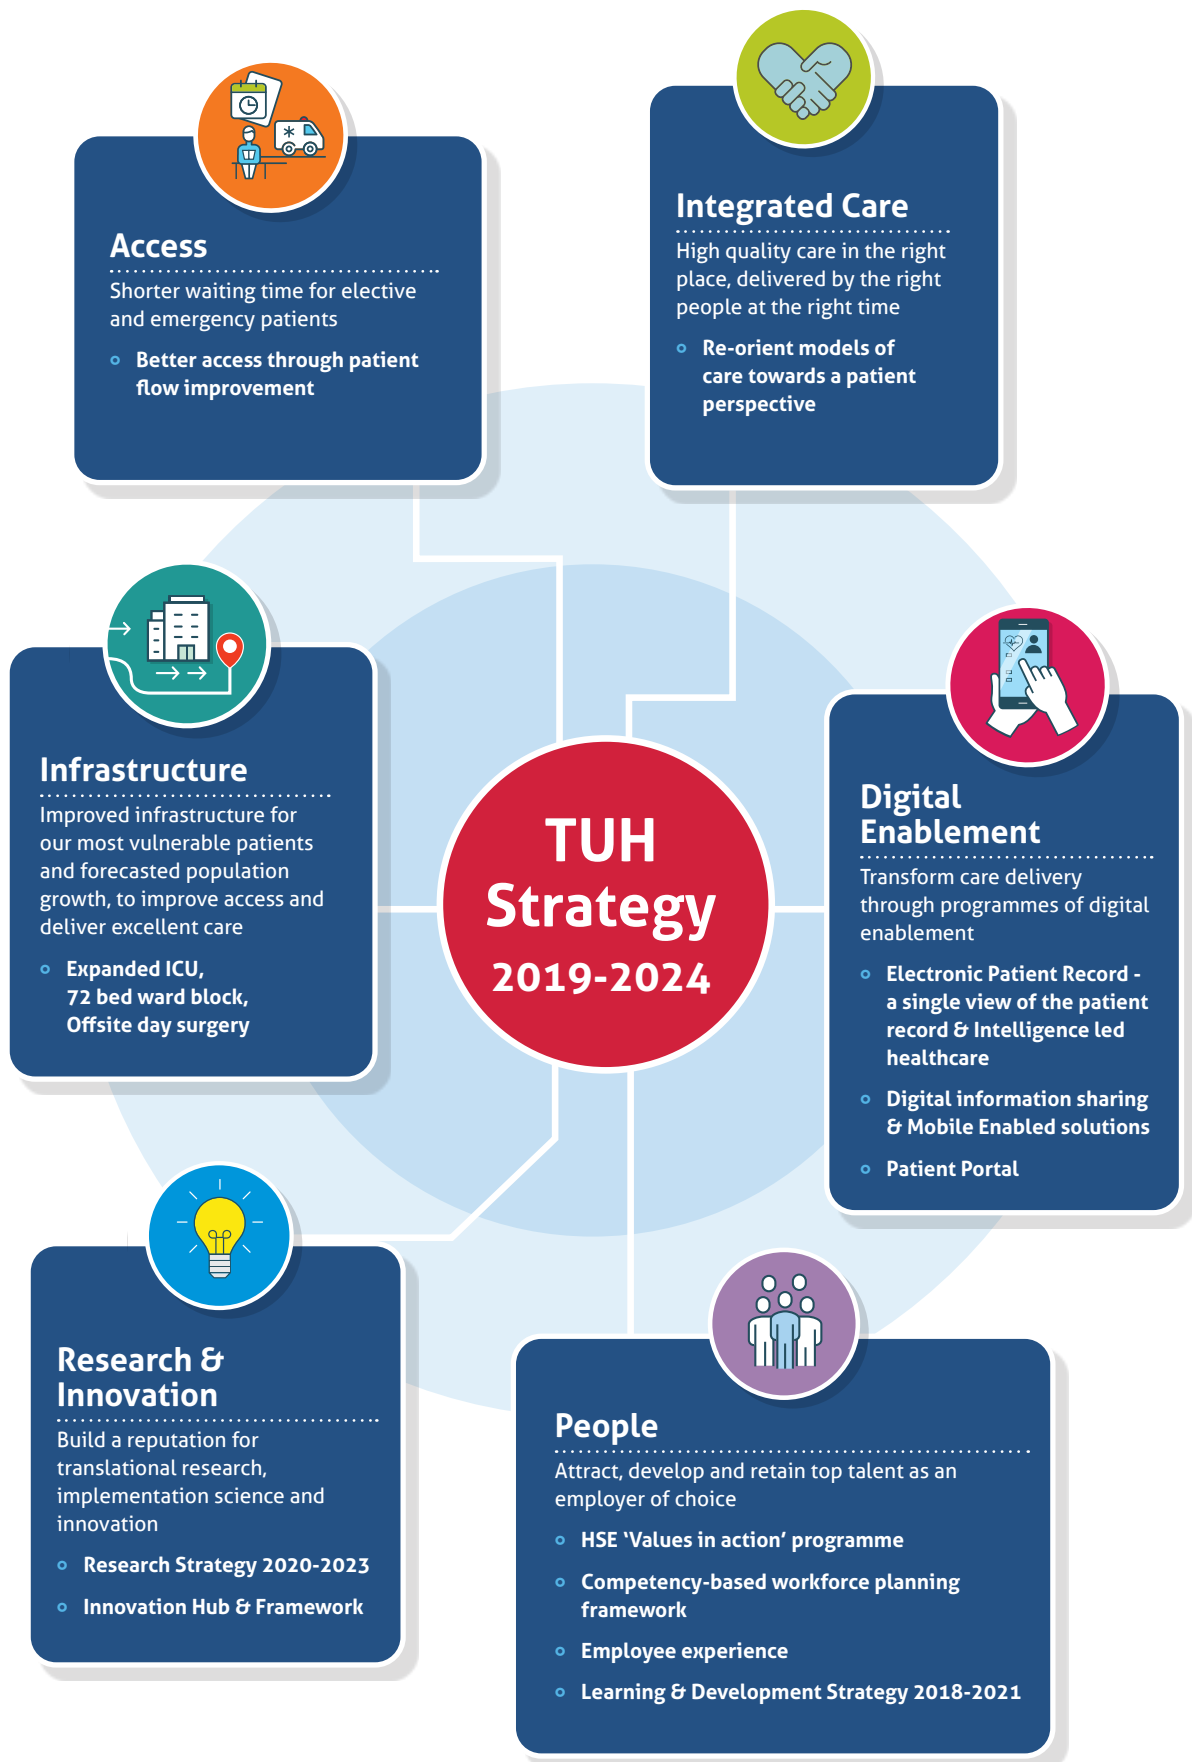 Access
Shorter waiting time for elective
and emergency patients
Better access through patient
flow improvement
Integrated Care
High quality care in the right
place, delivered by the right
people at the right time
Re-orient models of
care towards a patient
perspective
Infrastructure
Improved infrastructure for
our most vulnerable patients
and forecasted population
growth, to improve access and
deliver excellent care
Expanded ICU,
72 bed ward block,
Offsite day surgery
TUH
Strategy
2019-2024
Digital
Enablement
Transform care delivery
through programmes of digital
enablement
Electronic Patient Record -
a single view of the patient
record & Intelligence led
healthcare
Digital information sharing
& Mobile Enabled solutions
Patient Portal
Research &
Innovation
Build a reputation for
translational research,
implementation science and
innovation
Research Strategy 2020-2023
Innovation Hub & Framework
People
Attract, develop and retain top talent as an
employer of choice
HSE ‘Values in action’ programme
Competency-based workforce planning
framework
Employee experience
Learning & Development Strategy 2018-2021